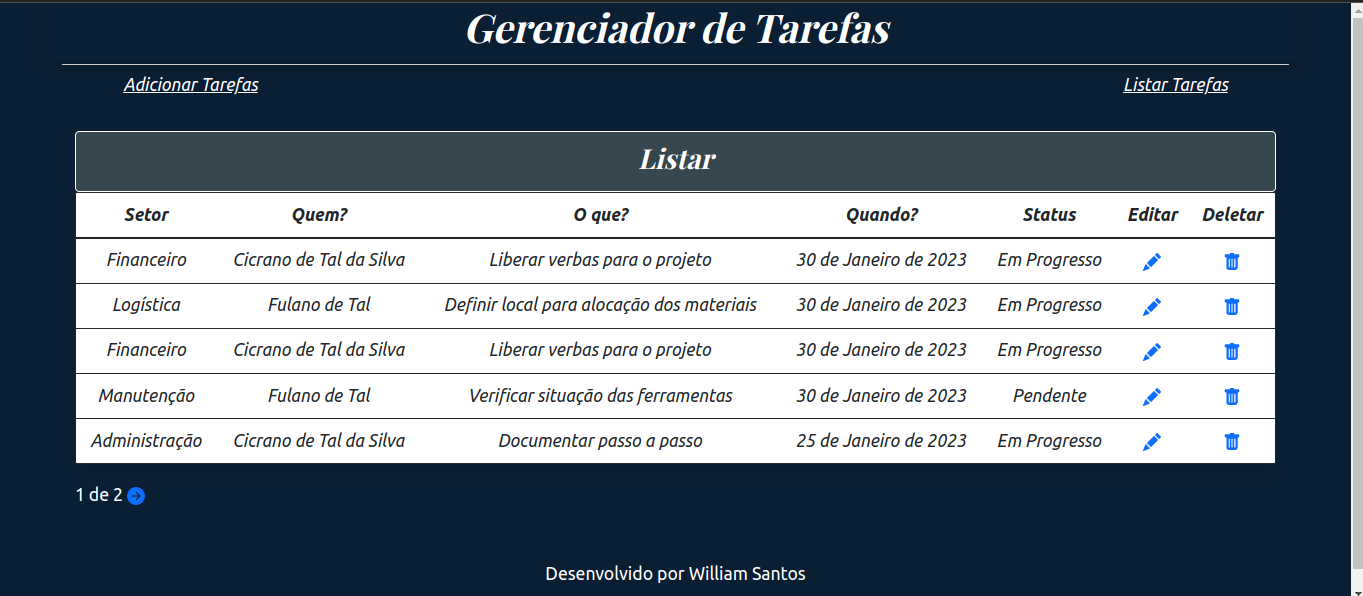 Gerenciador de Tarefas
Adicionar Tarefas Listar Tarefas
Listar
Setor Quem? O que? Quando? Status Editar Deletar
Financeiro Cicrano de Tal da Silva Liberar verbas para o projeto 30 de Janeiro de 2023 Em Progresso
Logística Fulano de Tal Definir local para alocação dos materiais 30 de Janeiro de 2023 Em Progresso
Financeiro Cicrano de Tal da Silva Liberar verbas para o projeto 30 de Janeiro de 2023 Em Progresso
Manutenção Fulano de Tal Verificar situação das ferramentas 30 de Janeiro de 2023 Pendente
Administração Cicrano de Tal da Silva Documentar passo a passo 25 de Janeiro de 2023 Em Progresso
1 de 2
Desenvolvido por William Santos